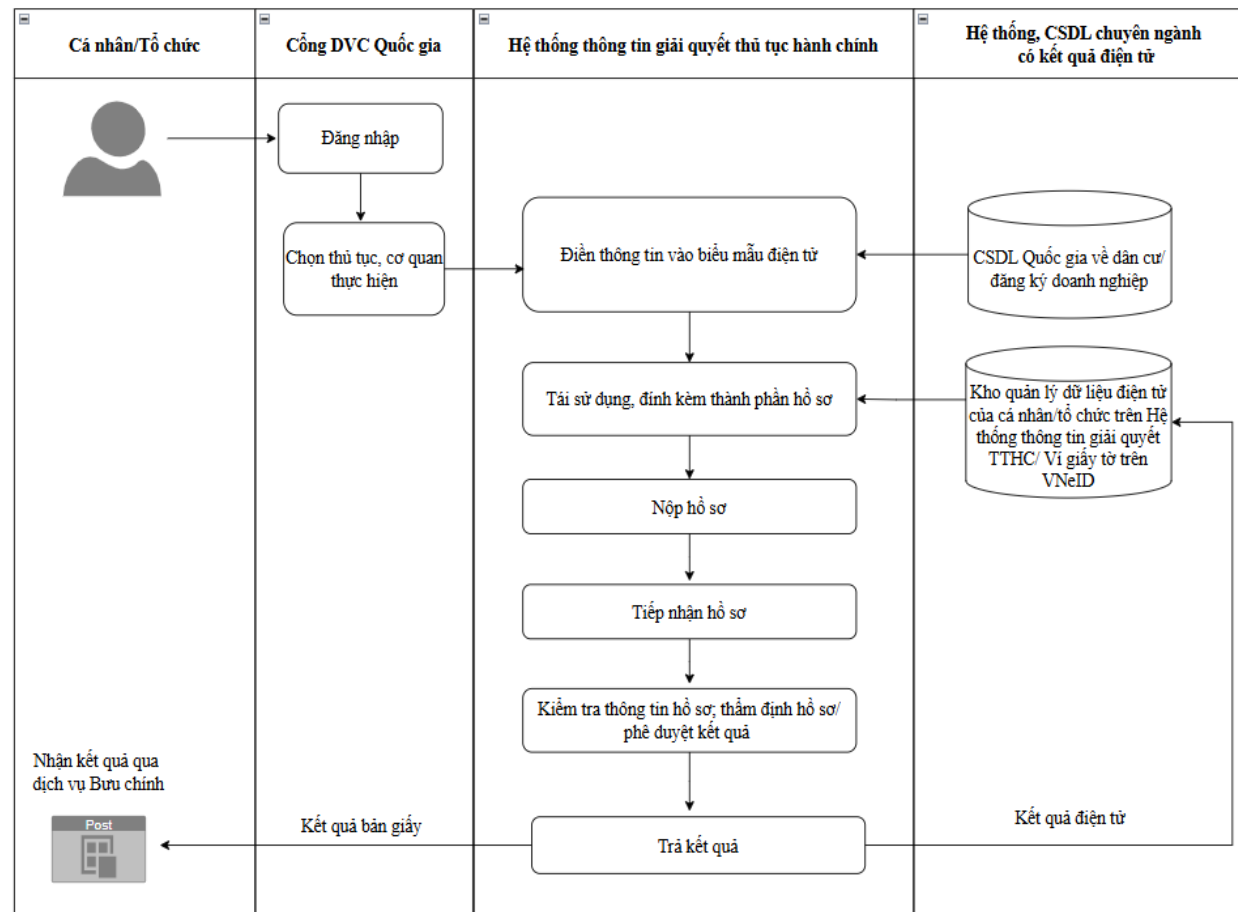 Cá nhân/Tổ chức
Cổng DVC Quốc gia
Hệ thống thông tin giải quyết thủ tục hành chính
Hệ thống, CSDL chuyên ngành
có kết quả điện tử
Đăng nhập
Chọn thủ tục, cơ quan
thực hiện
Điền thông tin vào biểu mẫu điện tử
CSDL Quốc gia về dân cư/
đăng ký doanh nghiệp
Tái sử dụng, đính kèm thành phần hồ sơ
Kho quản lý dữ liệu điện tử
của cá nhân/tổ chức trên Hệ
thống thông tin giải quyết
TTHC/ Ví giấy tờ trên
VNeID
Nộp hồ sơ
Tiếp nhận hồ sơ
Kiểm tra thông tin hồ sơ; thẩm định hồ sơ/
phê duyệt kết quả
Nhận kết quả qua
dịch vụ Bưu chính
Post
Kết quả bản giấy
Trả kết quả
Kết quả điện tử